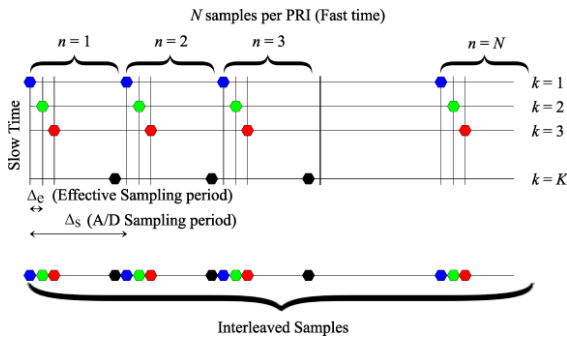 N samples per PRI (Fast time)
n = 1
n = 2
n = 3
n = N
Slow Time
k = 1
k = 2
k = 3
k = K
Δe (Effective Sampling period)
Δs (A/D Sampling period)
Interleaved Samples